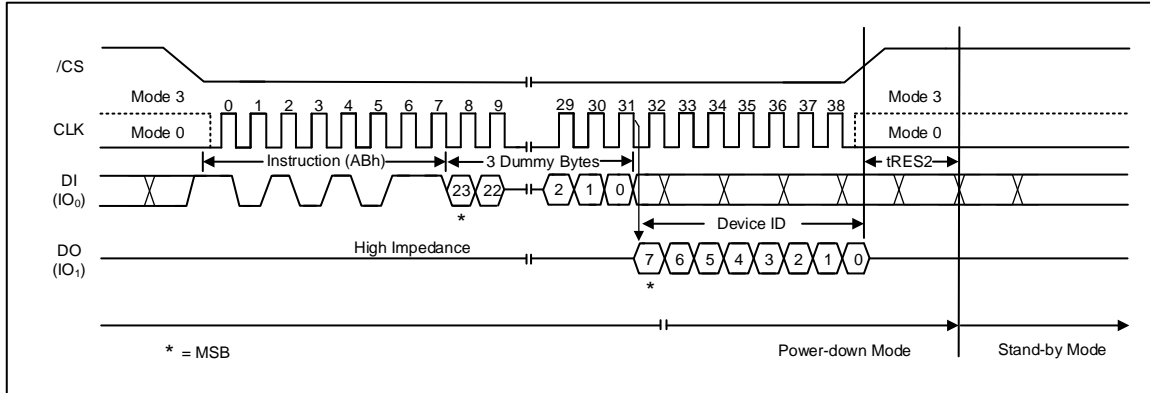 /CS
Mode 3
0 1 2 3 4 5 6 7 8 9 29 30 31 32 33 34 35 36 37 38
Mode 3
CLK
Mode 0
Mode 0
Instruction (ABh)
3 Dummy Bytes
tRES2
DI
(IO₀)
23 22 2 1 0
*
Device ID
High Impedance
DO
(IO₁)
7 6 5 4 3 2 1 0
*
* = MSB
Power-down Mode
Stand-by Mode